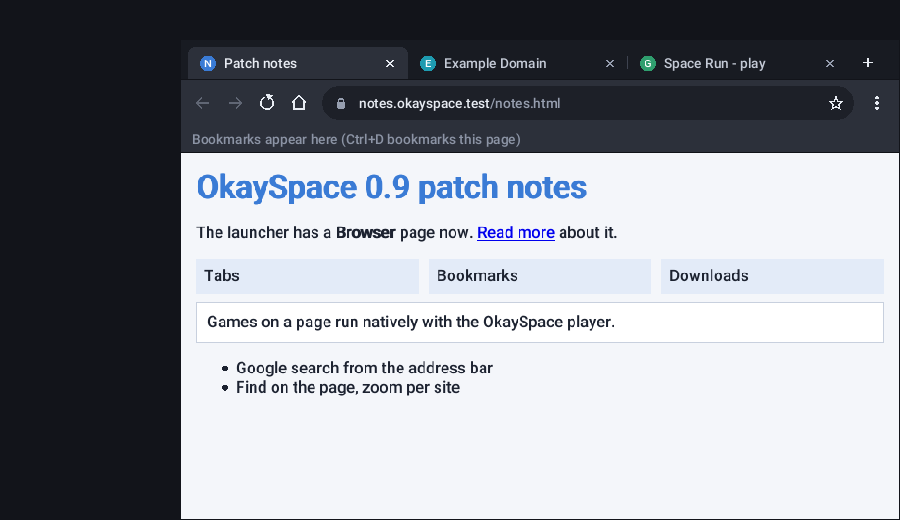 N Patch notes
E Example Domain
G Space Run - play
notes.okayspace.test/notes.html
Bookmarks appear here (Ctrl+D bookmarks this page)
OkaySpace 0.9 patch notes
The launcher has a Browser page now. Read more about it.
Tabs
Bookmarks
Downloads
Games on a page run natively with the OkaySpace player.
• Google search from the address bar
• Find on the page, zoom per site